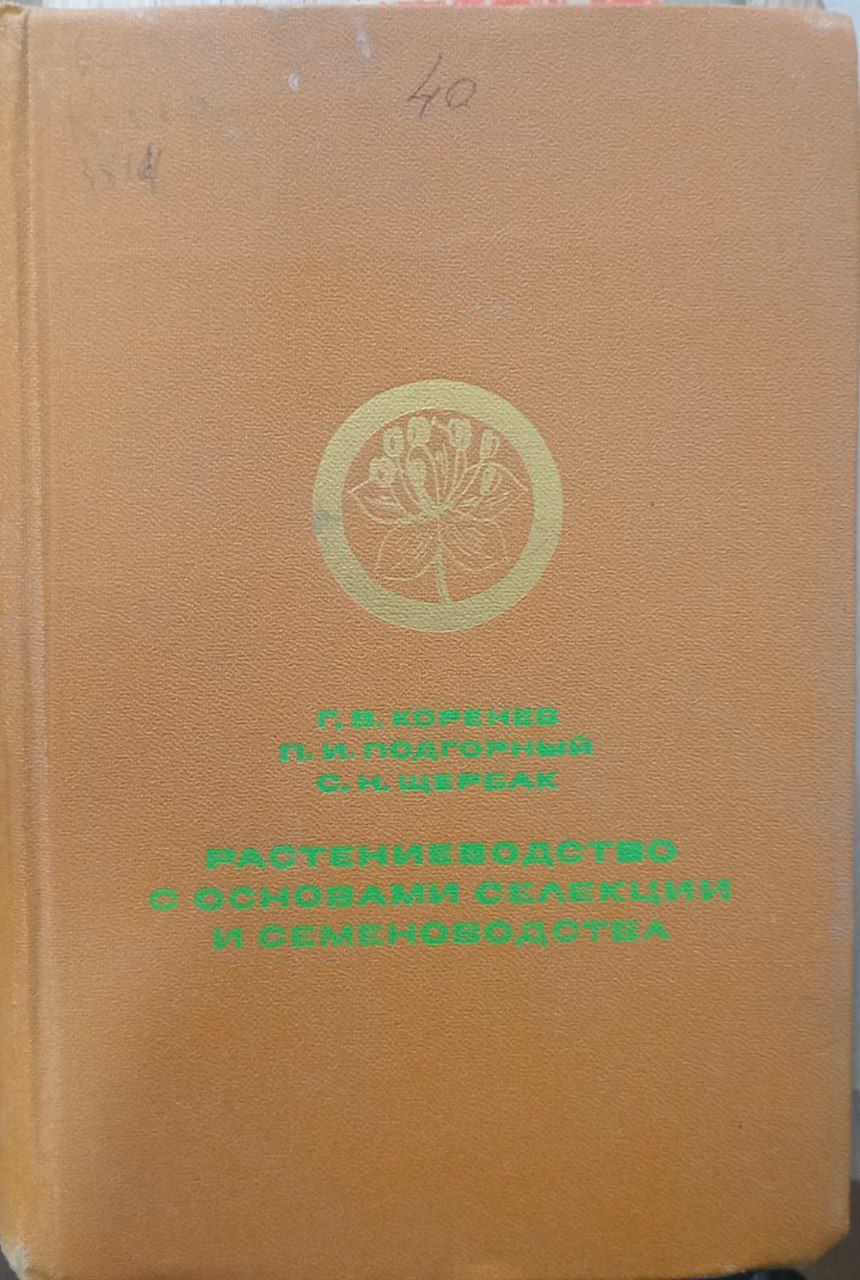 40
Г. В. КОРЕНЕВ
П. И. ПОДГОРНЫЙ
С. Н. ЩЕРБАК
РАСТЕНИЕВОДСТВО
С ОСНОВАМИ СЕЛЕКЦИИ
И СЕМЕНОВОДСТВА